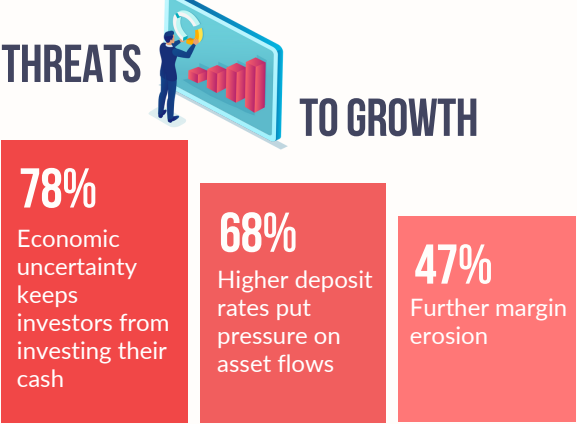 THREATS
TO GROWTH
78%
Economic
uncertainty
keeps
investors from
investing their
cash
68%
Higher deposit
rates put
pressure on
asset flows
47%
Further margin
erosion